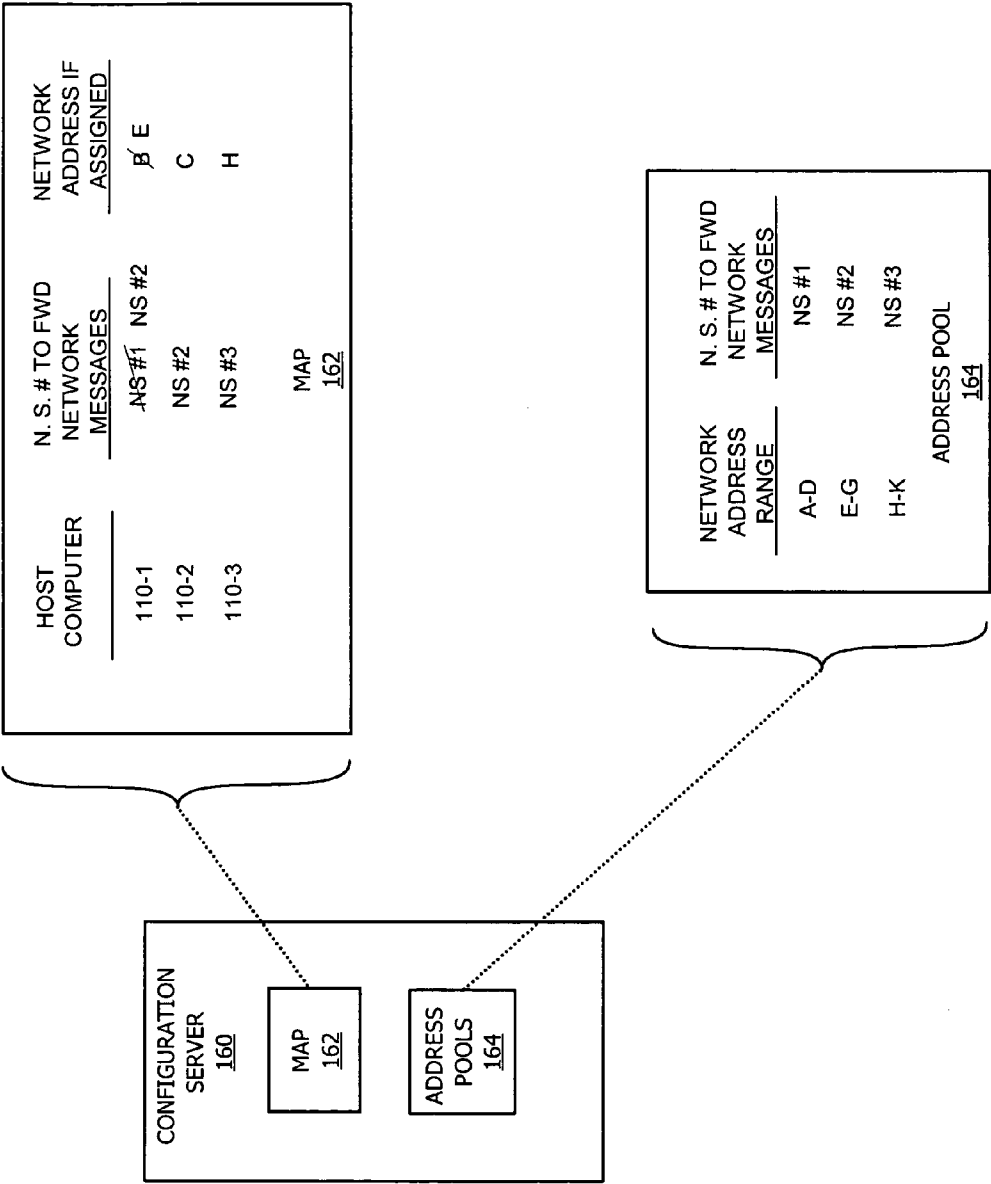 CONFIGURATION
SERVER
160
MAP
162
ADDRESS
POOLS
164
HOST
COMPUTER
N. S. # TO FWD
NETWORK
MESSAGES
NETWORK
ADDRESS IF
ASSIGNED
110-1 NS #1 NS #2 B E
110-2 NS #2 C
110-3 NS #3 H
MAP
162
NETWORK
ADDRESS
RANGE
N. S. # TO FWD
NETWORK
MESSAGES
A-D NS #1
E-G NS #2
H-K NS #3
ADDRESS POOL
164